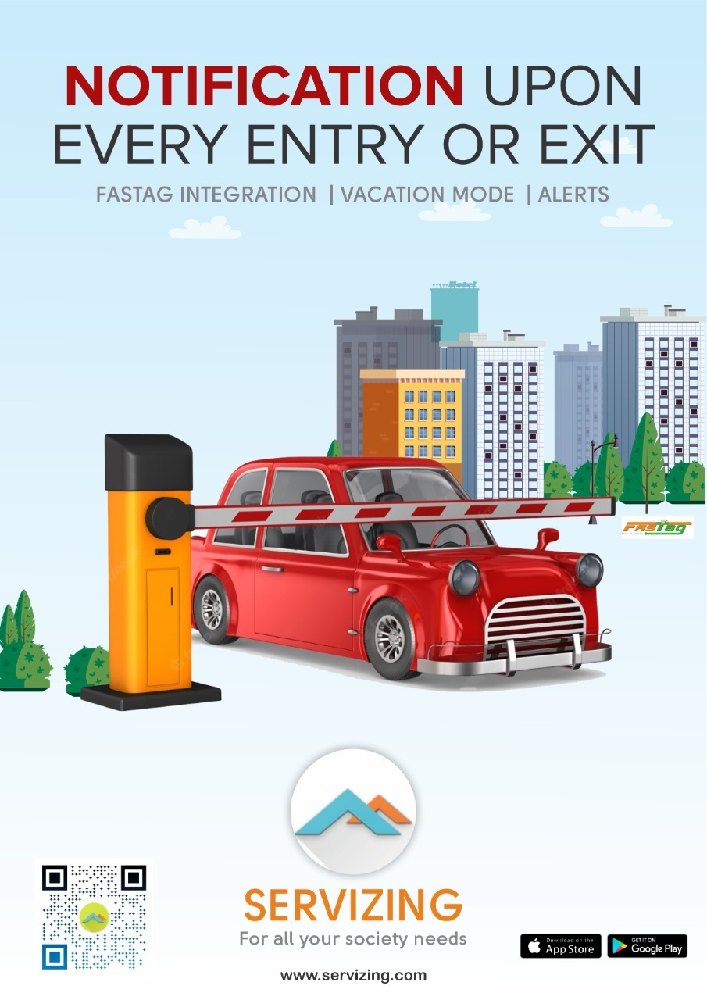 NOTIFICATION UPON
EVERY ENTRY OR EXIT
FASTAG INTEGRATION | VACATION MODE | ALERTS
Hotel
FASTag
SERVIZING
For all your society needs
Download on the
App Store
GET IT ON
Google Play
www.servizing.com